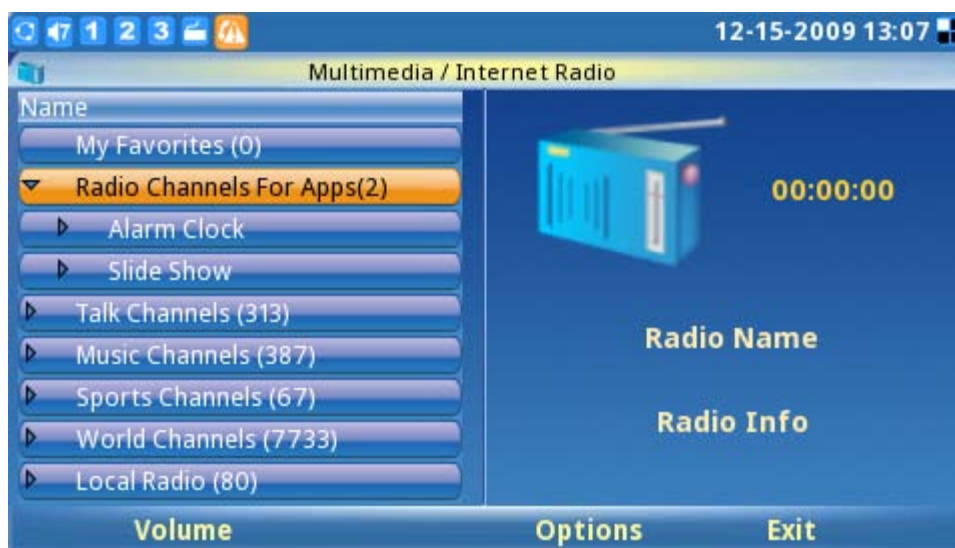 7 1 2 3 12-15-2009 13:07
Multimedia / Internet Radio
Name
My Favorites (0)
Radio Channels For Apps(2)
Alarm Clock
Slide Show
Talk Channels (313)
Music Channels (387)
Sports Channels (67)
World Channels (7733)
Local Radio (80)
00:00:00
Radio Name
Radio Info
Volume Options Exit